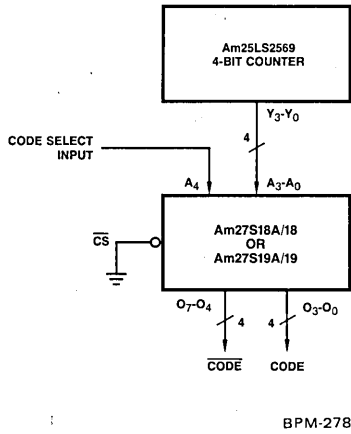 Am25LS2569
4-BIT COUNTER
Y3-Y0
4
CODE SELECT
INPUT
A4
A3-A0
CS
Am27S18A/18
OR
Am27S19A/19
O7-O4
O3-O0
4
4
CODE
CODE
BPM-278